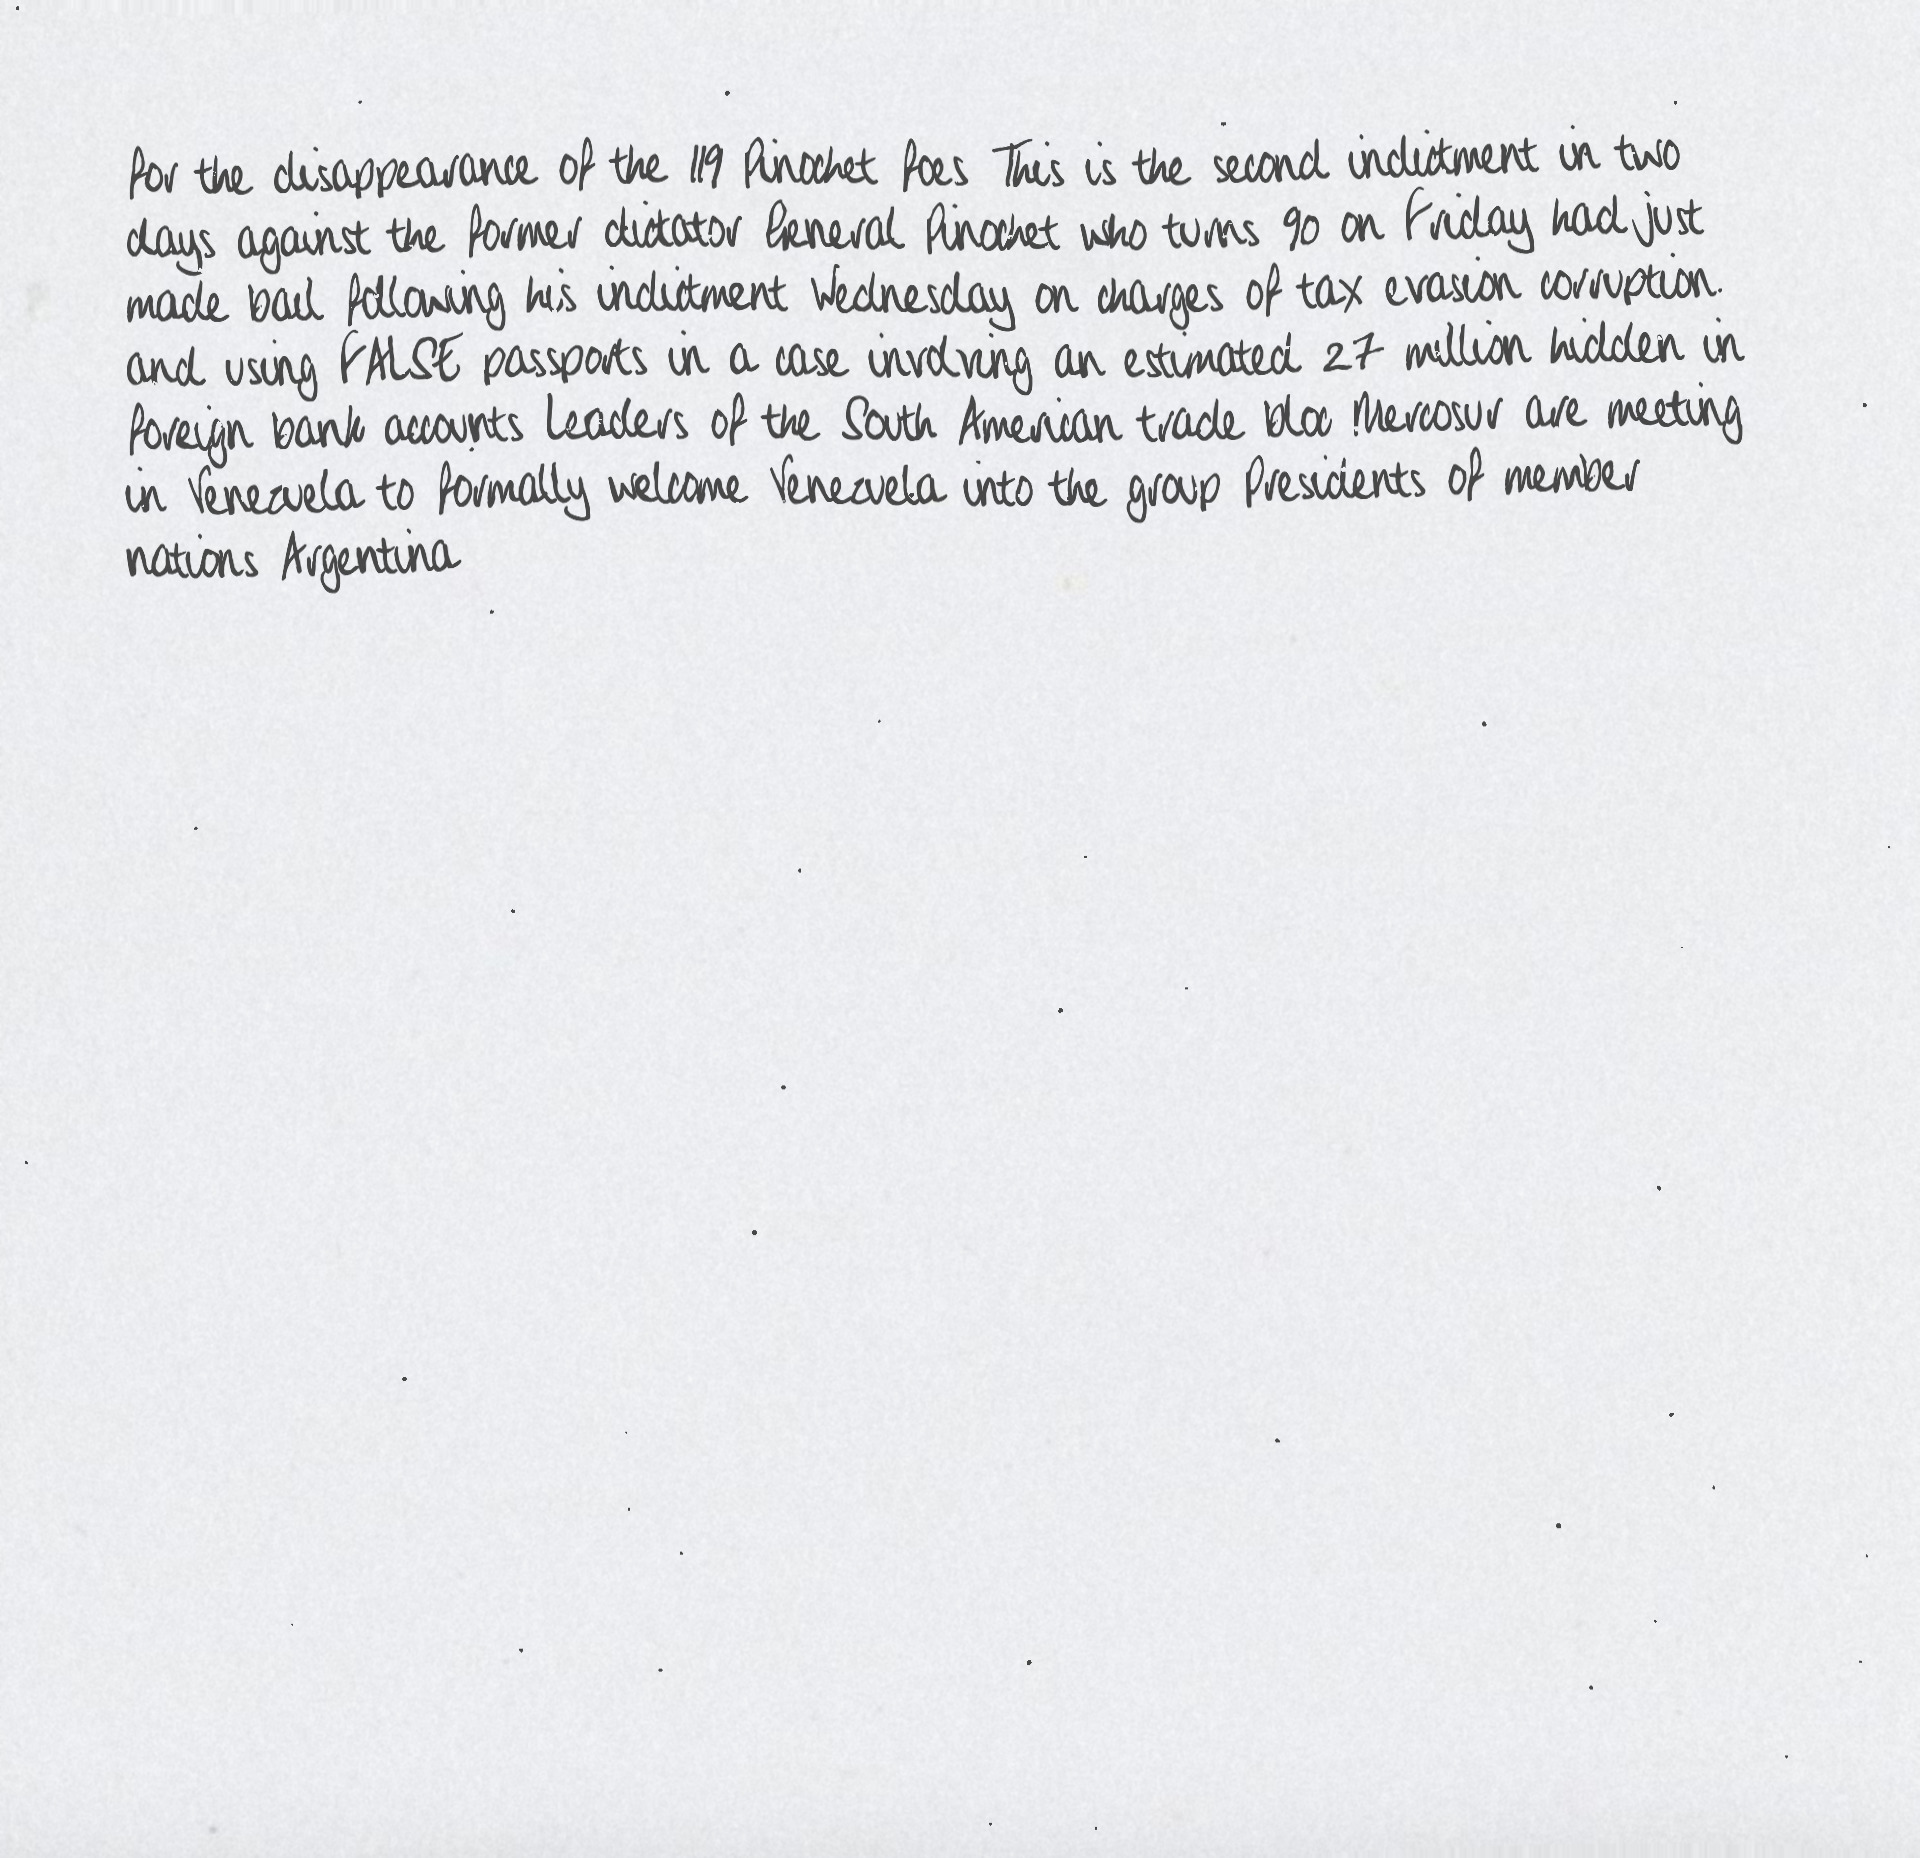 for the disappearance of the 119 Pinochet foes This is the second indictment in two
days against the former dictator General Pinochet who turns 90 on Friday had just
made bail following his indictment Wednesday on charges of tax evasion corruption
and using FALSE passports in a case involving an estimated 27 million hidden in
foreign bank accounts Leaders of the South American trade bloc Mercosur are meeting
in Venezuela to formally welcome Venezuela into the group Presidents of member
nations Argentina